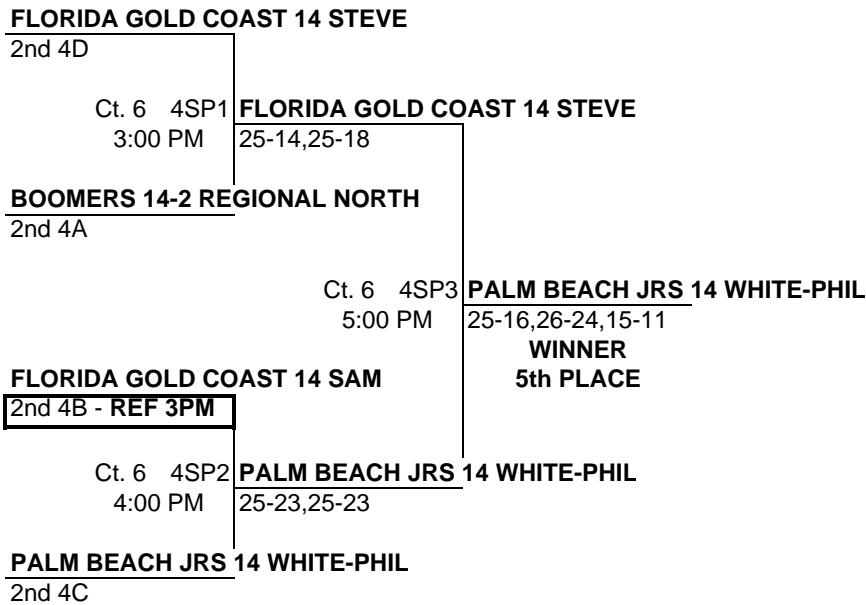 FLORIDA GOLD COAST 14 STEVE
2nd 4D
Ct. 6 4SP1 FLORIDA GOLD COAST 14 STEVE
3:00 PM 25-14,25-18
BOOMERS 14-2 REGIONAL NORTH
2nd 4A
Ct. 6 4SP3 PALM BEACH JRS 14 WHITE-PHIL
5:00 PM 25-16,26-24,15-11
WINNER
FLORIDA GOLD COAST 14 SAM 5th PLACE
2nd 4B - REF 3PM
Ct. 6 4SP2 PALM BEACH JRS 14 WHITE-PHIL
4:00 PM 25-23,25-23
PALM BEACH JRS 14 WHITE-PHIL
2nd 4C